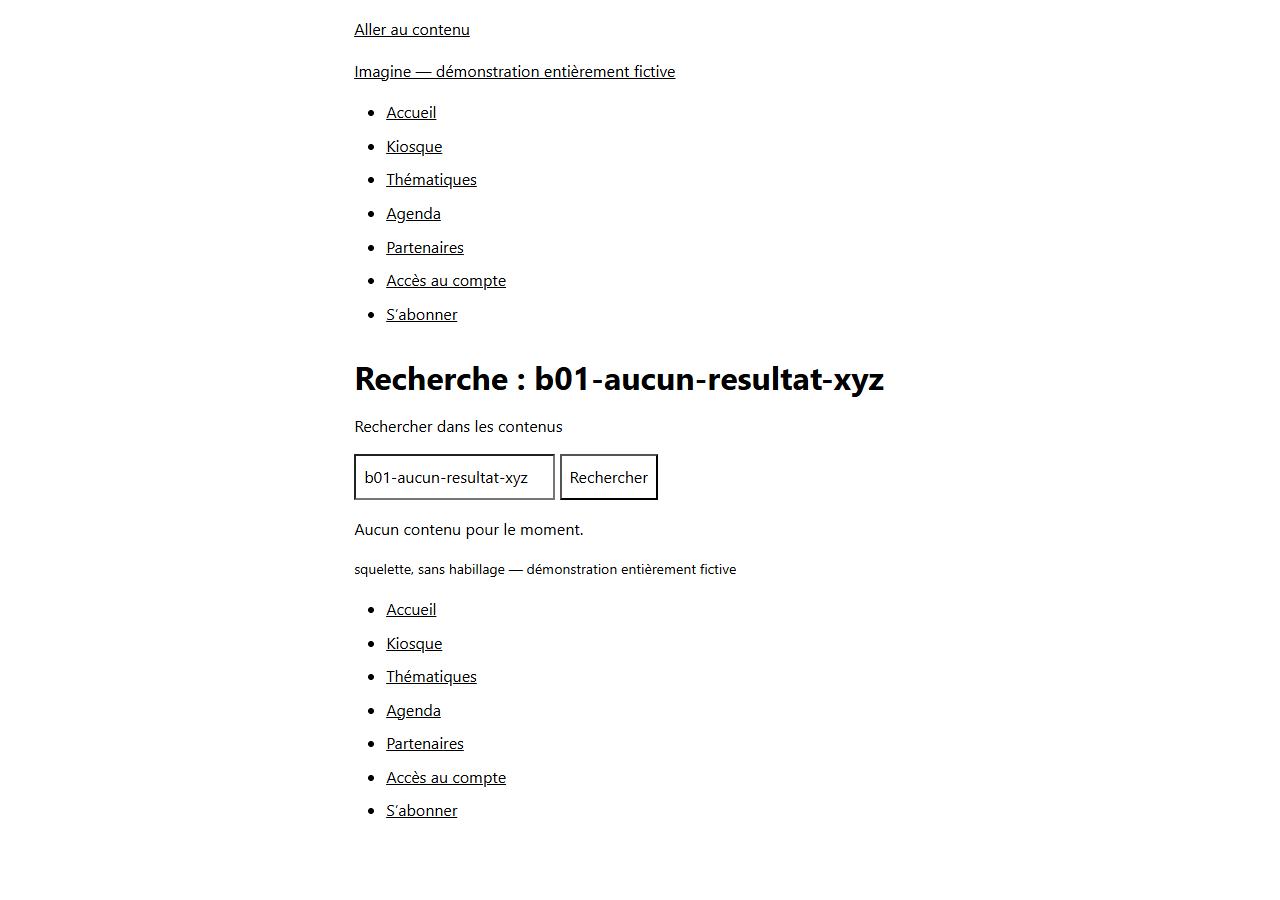 Aller au contenu
Imagine — démonstration entièrement fictive
Accueil
Kiosque
Thématiques
Agenda
Partenaires
Accès au compte
S’abonner
Recherche : b01-aucun-resultat-xyz
Rechercher dans les contenus
b01-aucun-resultat-xyz Rechercher
Aucun contenu pour le moment.
squelette, sans habillage — démonstration entièrement fictive
Accueil
Kiosque
Thématiques
Agenda
Partenaires
Accès au compte
S’abonner